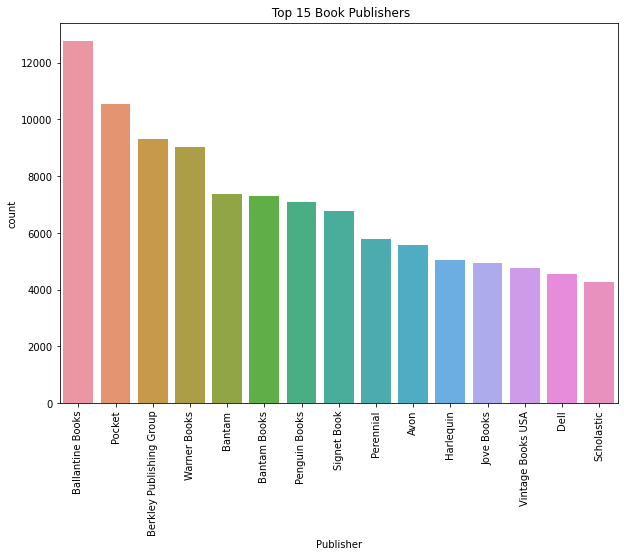 Top 15 Book Publishers
12000
10000
8000
6000
4000
2000
0
count
Ballantine Books
Pocket
Berkley Publishing Group
Warner Books
Bantam
Bantam Books
Penguin Books
Signet Book
Perennial
Avon
Harlequin
Jove Books
Vintage Books USA
Dell
Scholastic
Publisher